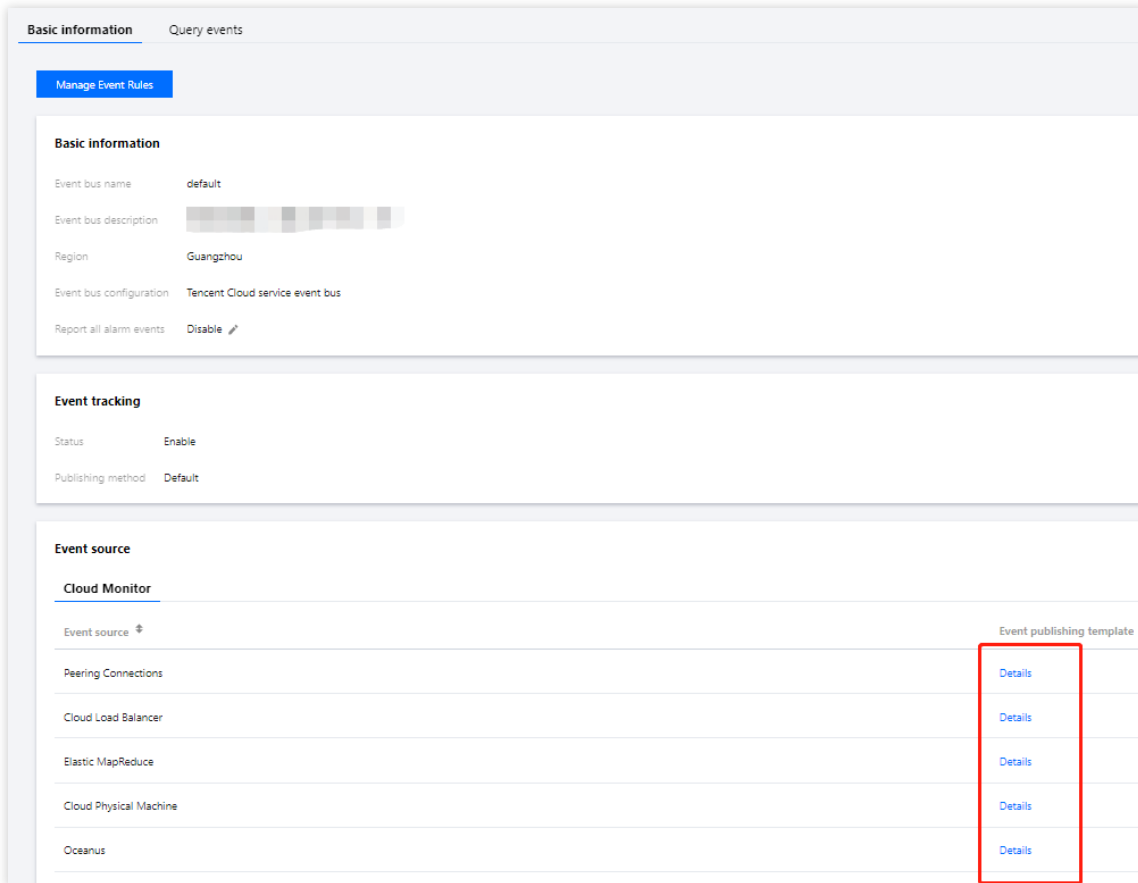 Basic information Query events
Manage Event Rules
Basic information
Event bus name default
Event bus description
Region Guangzhou
Event bus configuration Tencent Cloud service event bus
Report all alarm events Disable
Event tracking
Status Enable
Publishing method Default
Event source
Cloud Monitor
Event source Event publishing template
Peering Connections Details
Cloud Load Balancer Details
Elastic MapReduce Details
Cloud Physical Machine Details
Oceanus Details